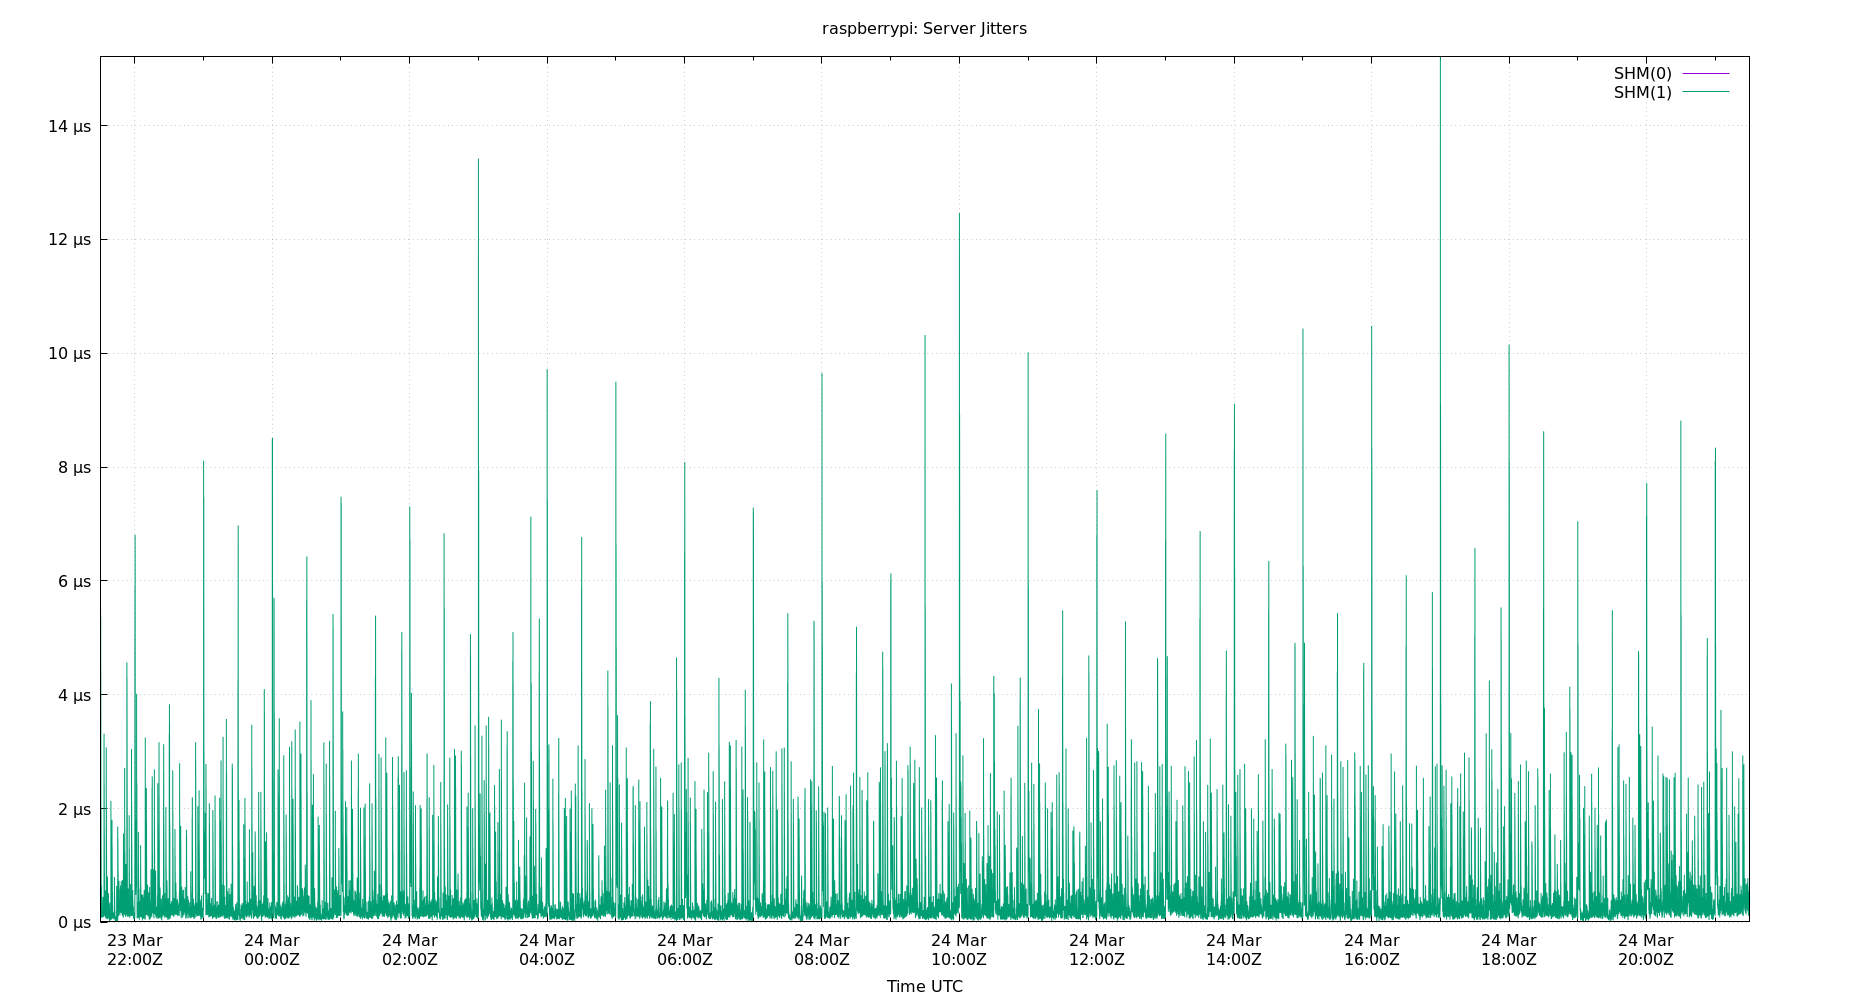 raspberrypi: Server Jitters
SHM(0)
SHM(1)
14 µs
12 µs
10 µs
8 µs
6 µs
4 µs
2 µs
0 µs
23 Mar 24 Mar 24 Mar 24 Mar 24 Mar 24 Mar 24 Mar 24 Mar 24 Mar 24 Mar 24 Mar 24 Mar
22:00Z 00:00Z 02:00Z 04:00Z 06:00Z 08:00Z 10:00Z 12:00Z 14:00Z 16:00Z 18:00Z 20:00Z
Time UTC